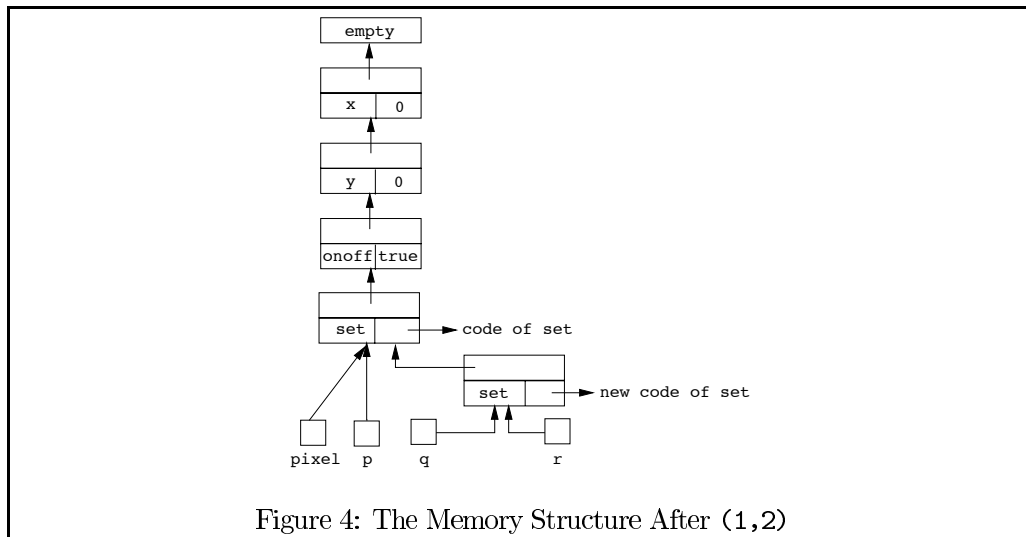 empty
x 0
y 0
onoff true
set code of set
set new code of set
pixel p q r
Figure 4: The Memory Structure After (1,2)